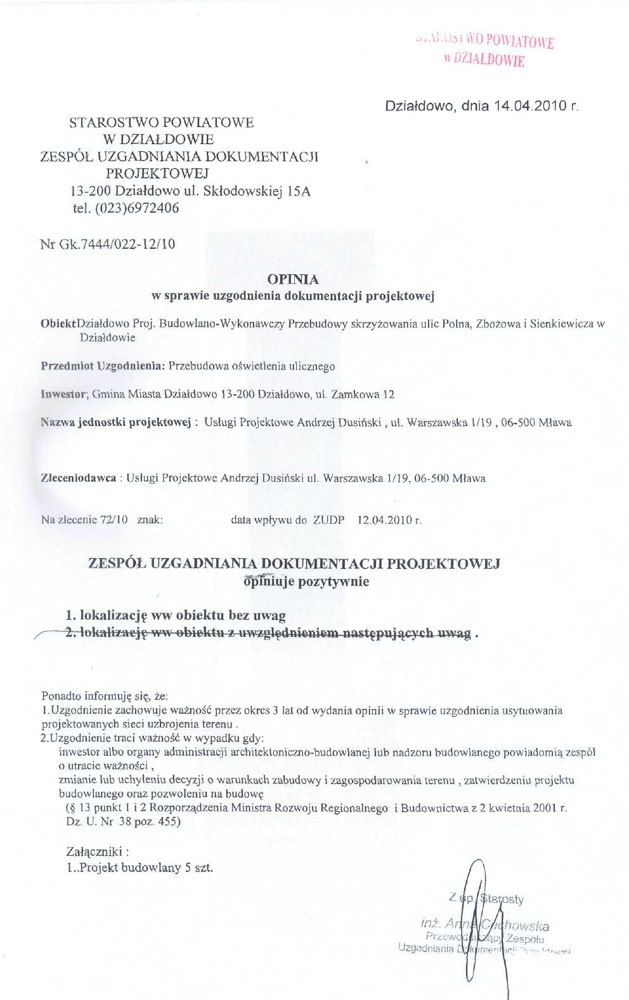 POWIATOWE
w DZIAŁDOWIE
Działdowo, dnia 14.04.2010 r.
STAROSTWO POWIATOWE
W DZIAŁDOWIE
ZESPÓŁ UZGADNIANIA DOKUMENTACJI
PROJEKTOWEJ
13-200 Działdowo ul. Skłodowskiej 15A
tel. (023)6972406
Nr Gk.7444/022-12/10
OPINIA
w sprawie uzgodnienia dokumentacji projektowej
ObiektDziałdowo Proj. Budowlano-Wykonawczy Przebudowy skrzyżowania ulic Polna, Zbożowa i Sienkiewicza w
Działdowie
Przedmiot Uzgodnienia: Przebudowa oświetlenia ulicznego
Inwestor; Gmina Miasta Działdowo 13-200 Działdowo, ul. Zamkowa 12
Nazwa jednostki projektowej : Usługi Projektowe Andrzej Dusiński , ul. Warszawska 1/19 , 06-500 Mława
Zleceniodawca : Usługi Projektowe Andrzej Dusiński ul. Warszawska 1/19, 06-500 Mława
Na zlecenie 72/10 znak: data wpływu do ZUDP 12.04.2010 r.
ZESPÓŁ UZGADNIANIA DOKUMENTACJI PROJEKTOWEJ
opiniuje pozytywnie
1. lokalizację ww obiektu bez uwag
2. lokalizację ww obiektu z uwzględnieniem następujących uwag .
Ponadto informuję się, że:
1.Uzgodnienie zachowuje ważność przez okres 3 lat od wydania opinii w sprawie uzgodnienia usytuowania
projektowanych sieci uzbrojenia terenu .
2.Uzgodnienie traci ważność w wypadku gdy:
inwestor albo organy administracji architektoniczno-budowlanej lub nadzoru budowlanego powiadomią zespół
o utracie ważności ,
zmianie lub uchyleniu decyzji o warunkach zabudowy i zagospodarowania terenu , zatwierdzeniu projektu
budowlanego oraz pozwoleniu na budowę
(§ 13 punkt 1 i 2 Rozporządzenia Ministra Rozwoju Regionalnego i Budownictwa z 2 kwietnia 2001 r.
Dz. U. Nr 38 poz. 455)
Załączniki :
1..Projekt budowlany 5 szt.
Z up. Starosty
inż. Anna Cechowska
Przewodniczący Zespołu
Uzgadniania Dokumentacji Projektowej